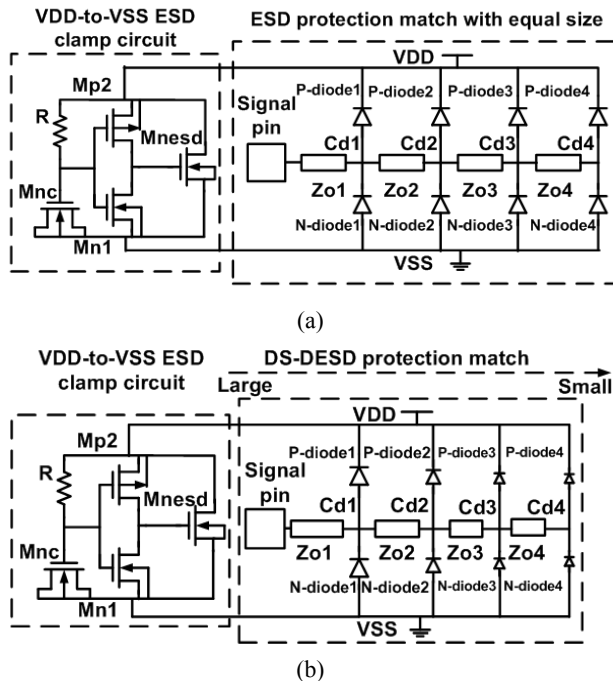 VDD-to-VSS ESD
clamp circuit
ESD protection match with equal size
Mp2
VDD
P-diode1 P-diode2 P-diode3 P-diode4
Signal
pin
R
Mnesd
Cd1 Cd2 Cd3 Cd4
Mnc
Zo1 Zo2 Zo3 Zo4
N-diode1 N-diode2 N-diode3 N-diode4
Mn1
VSS
(a)
VDD-to-VSS ESD
clamp circuit
DS-DESD protection match
Large
Small
Mp2
VDD
P-diode1 P-diode2 P-diode3 P-diode4
Signal
pin
R
Mnesd
Cd1 Cd2 Cd3 Cd4
Mnc
Zo1 Zo2 Zo3 Zo4
N-diode1 N-diode2 N-diode3 N-diode4
Mn1
VSS
(b)